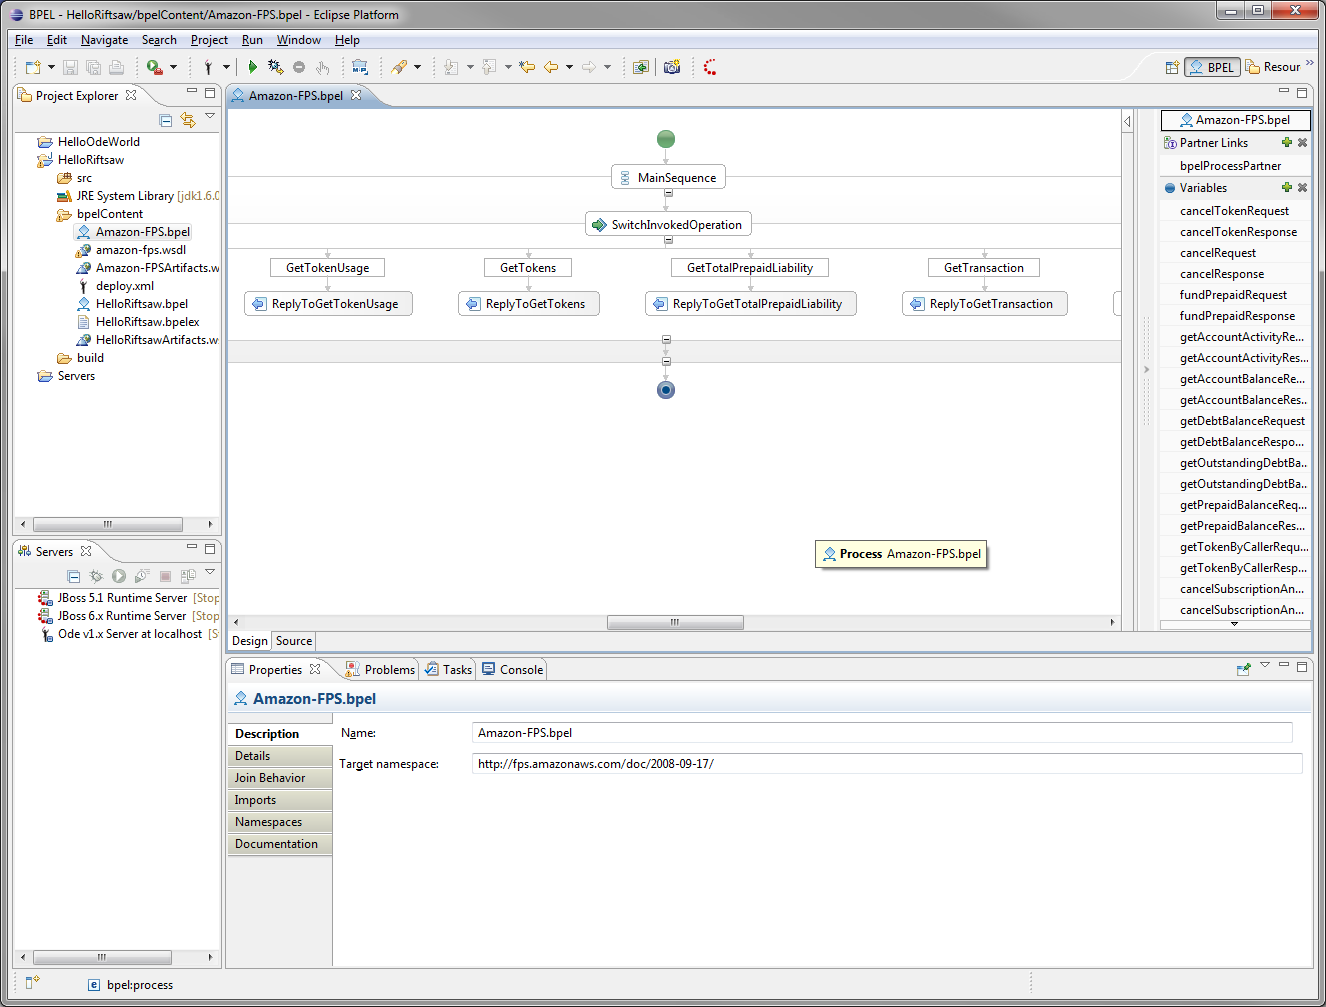 BPEL - HelloRiftsaw/bpelContent/Amazon-FPS.bpel - Eclipse Platform
File Edit Navigate Search Project Run Window Help
BPEL Resour
Project Explorer
HelloOdeWorld
HelloRiftsaw
src
JRE System Library [jdk1.6.0
bpelContent
Amazon-FPS.bpel
amazon-fps.wsdl
Amazon-FPSArtifacts.w
deploy.xml
HelloRiftsaw.bpel
HelloRiftsaw.bpelex
HelloRiftsawArtifacts.ws
build
Servers
Servers
JBoss 5.1 Runtime Server [Stop
JBoss 6.x Runtime Server [Stop
Ode v1.x Server at localhost [S
Amazon-FPS.bpel
MainSequence
SwitchInvokedOperation
GetTokenUsage GetTokens GetTotalPrepaidLiability GetTransaction
ReplyToGetTokenUsage ReplyToGetTokens ReplyToGetTotalPrepaidLiability ReplyToGetTransaction
Process Amazon-FPS.bpel
Design Source
Amazon-FPS.bpel
Partner Links
bpelProcessPartner
Variables
cancelTokenRequest
cancelTokenResponse
cancelRequest
cancelResponse
fundPrepaidRequest
fundPrepaidResponse
getAccountActivityRe...
getAccountActivityRes...
getAccountBalanceRe...
getAccountBalanceRes..
getDebtBalanceRequest
getDebtBalanceRespo...
getOutstandingDebtBa..
getOutstandingDebtBa..
getPrepaidBalanceReq...
getPrepaidBalanceRes...
getTokenByCallerRequ...
getTokenByCallerResp...
cancelSubscriptionAn...
cancelSubscriptionAn...
Properties Problems Tasks Console
Amazon-FPS.bpel
Description
Details
Join Behavior
Imports
Namespaces
Documentation
Name: Amazon-FPS.bpel
Target namespace: http://fps.amazonaws.com/doc/2008-09-17/
bpel:process